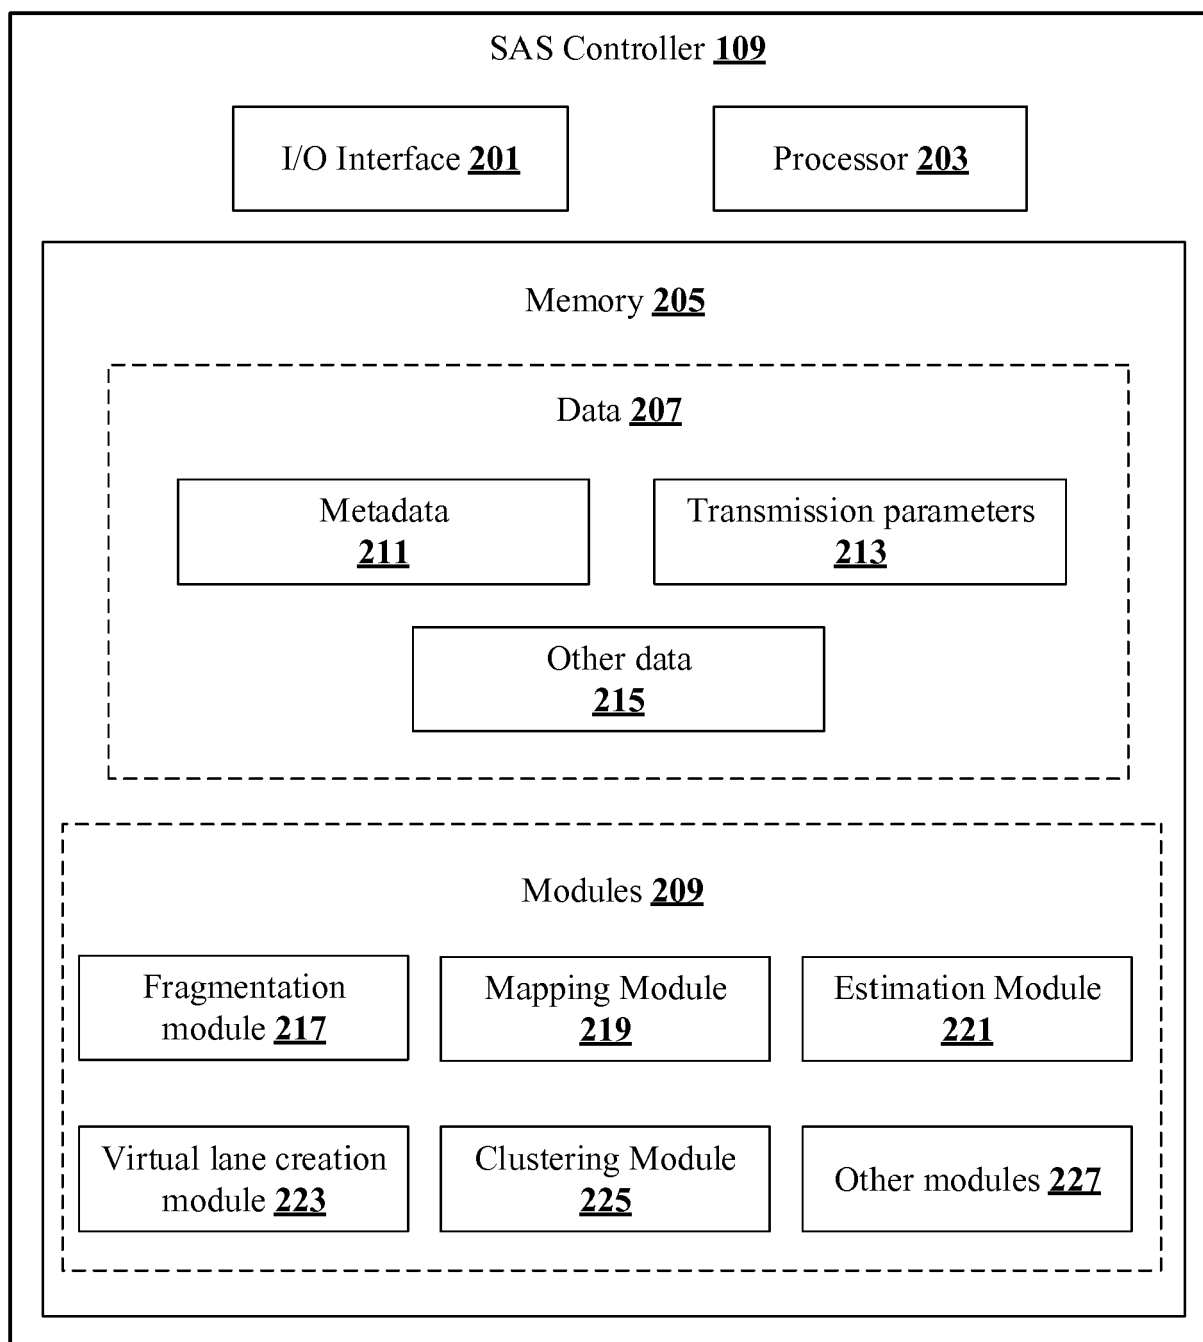 SAS Controller 109
I/O Interface 201
Processor 203
Memory 205
Data 207
Metadata
211
Transmission parameters
213
Other data
215
Modules 209
Fragmentation
module 217
Mapping Module
219
Estimation Module
221
Virtual lane creation
module 223
Clustering Module
225
Other modules 227